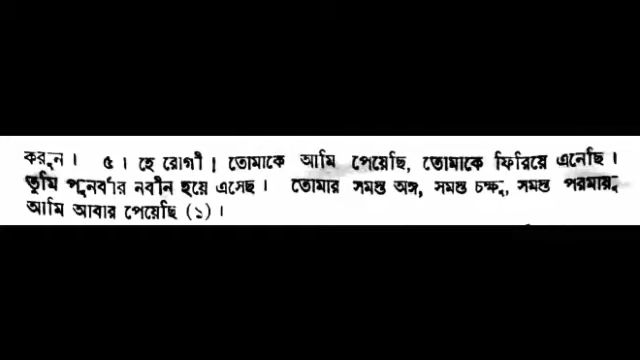 করুন। ৫। হে রোগী! তোমাকে আমি পেয়েছি, তোমাকে ফিরিয়ে এনেছি।
তুমি পুনর্বার নবীন হয়ে এসেছ। তোমার সমস্ত অঙ্গ, সমস্ত চক্ষু, সমস্ত পরমায়ু
আমি আবার পেয়েছি (১)।